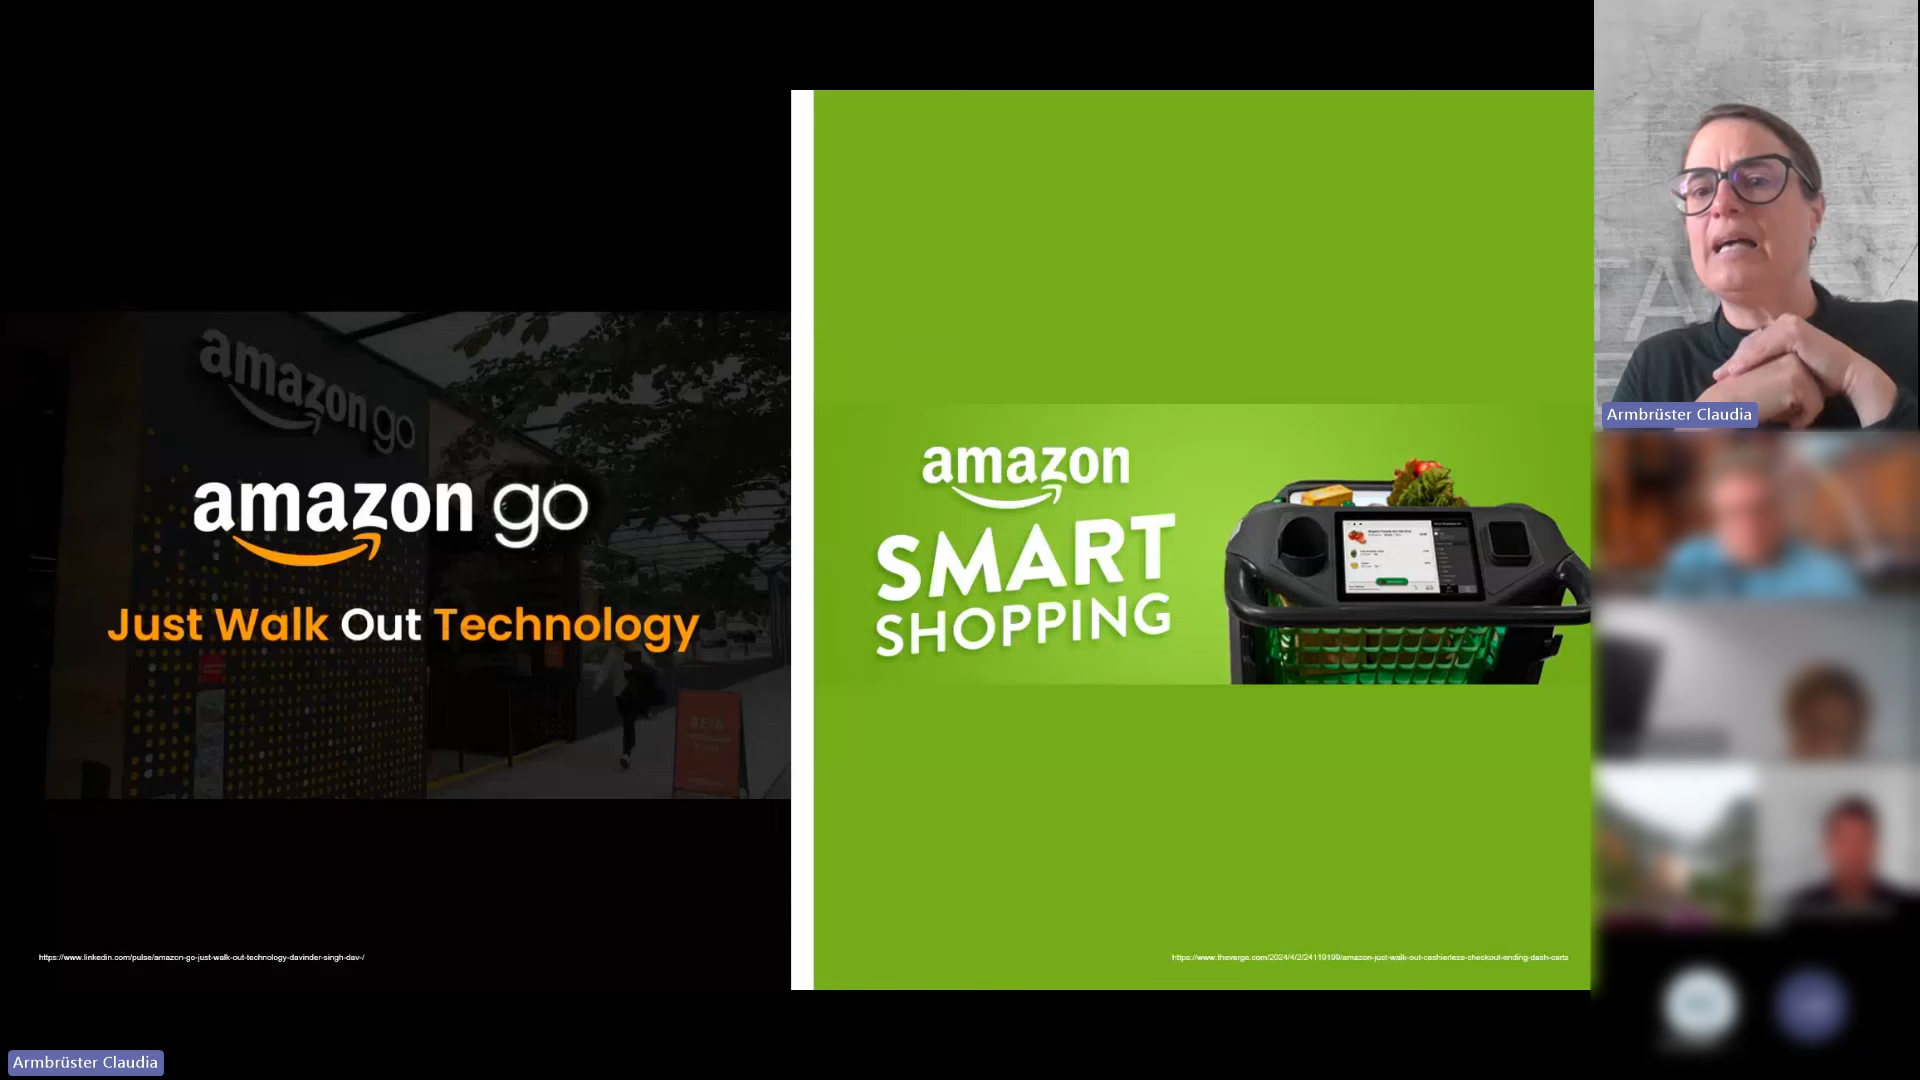 amazon go
amazon go
Just Walk Out Technology
https://www.linkedin.com/pulse/amazon-go-just-walk-out-technology-davinder-singh-dav-/
amazon
SMART
SHOPPING
https://www.theverge.com/2024/4/2/24119199/amazon-just-walk-out-cashierless-checkout-ending-dash-carts
Armbrüster Claudia
Armbrüster Claudia